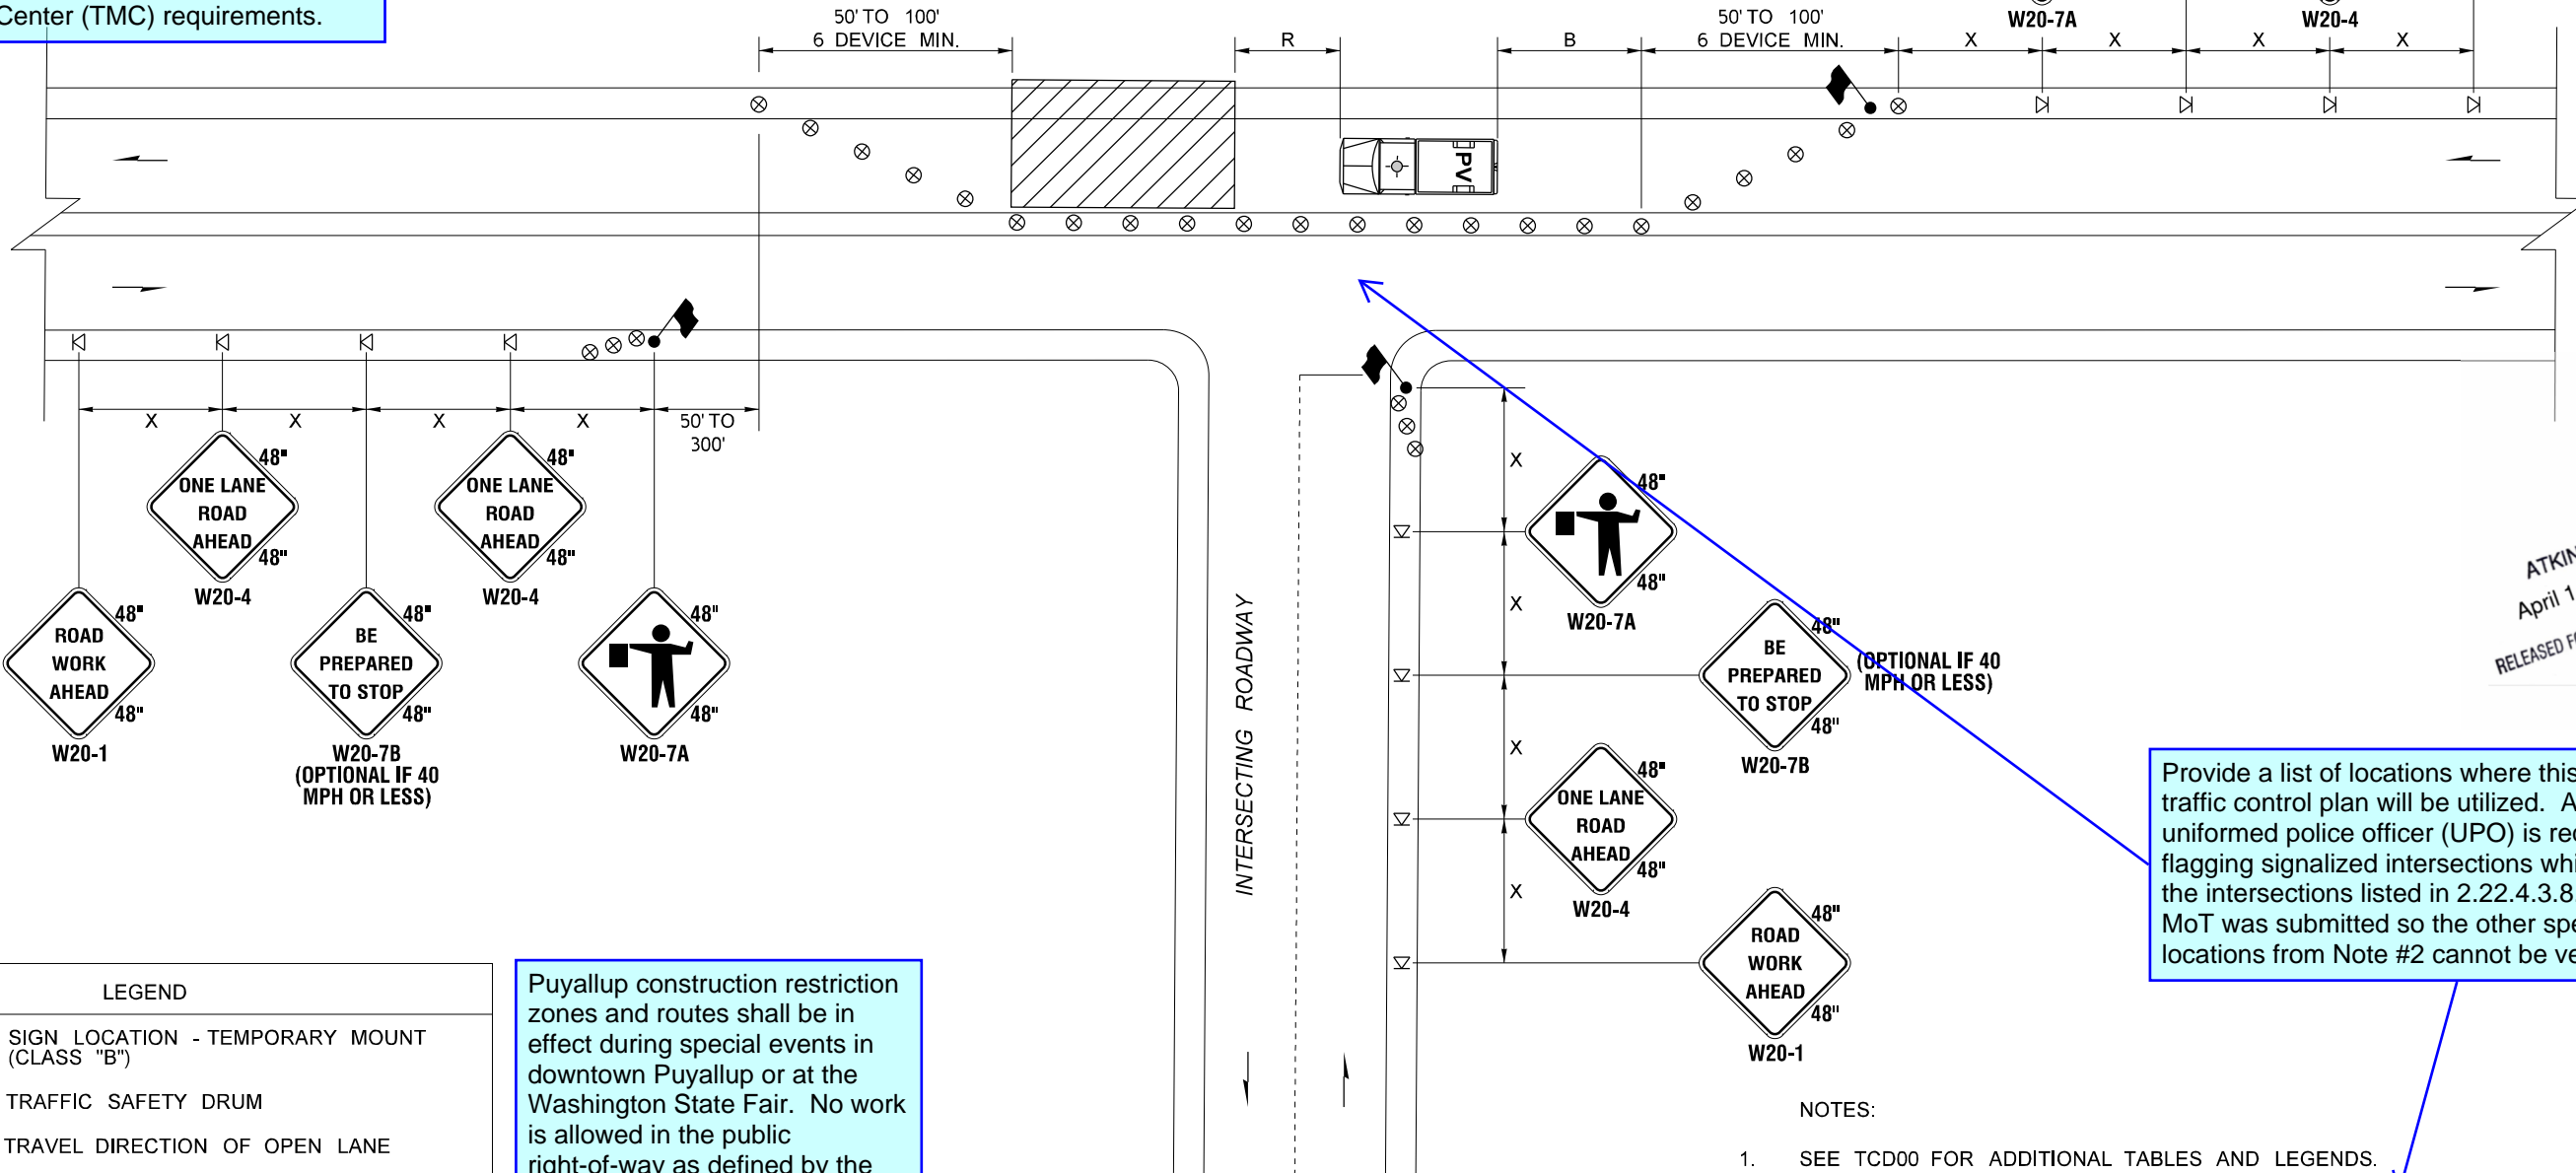 Center (TMC) requirements.
50' TO 100'
6 DEVICE MIN.
R
B
50' TO 100'
6 DEVICE MIN.
X
X
X
X
W20-7A
W20-4
PV
X
X
X
X
50' TO
300'
48"
ONE LANE
ROAD
AHEAD
48"
W20-4
48"
ONE LANE
ROAD
AHEAD
48"
W20-4
48"
ROAD
WORK
AHEAD
48"
W20-1
48"
BE
PREPARED
TO STOP
48"
W20-7B
(OPTIONAL IF 40
MPH OR LESS)
48"
48"
W20-7A
INTERSECTING ROADWAY
X
X
X
X
48"
48"
W20-7A
48"
BE
PREPARED
TO STOP
48"
W20-7B
(OPTIONAL IF 40
MPH OR LESS)
48"
ONE LANE
ROAD
AHEAD
48"
W20-4
48"
ROAD
WORK
AHEAD
48"
W20-1
April 1
RELEASED
Provide a list of locations where this
traffic control plan will be utilized. A
uniformed police officer (UPO) is
flagging signalized intersections
the intersections listed in 2.22.4.3.8.
MoT was submitted so the other
locations from Note #2 cannot be
LEGEND
SIGN LOCATION - TEMPORARY MOUNT
(CLASS "B")
TRAFFIC SAFETY DRUM
TRAVEL DIRECTION OF OPEN LANE
Puyallup construction restriction
zones and routes shall be in
effect during special events in
downtown Puyallup or at the
Washington State Fair. No work
is allowed in the public
right-of-way as defined by the
NOTES:
1. SEE TCD00 FOR ADDITIONAL TABLES AND LEGENDS.